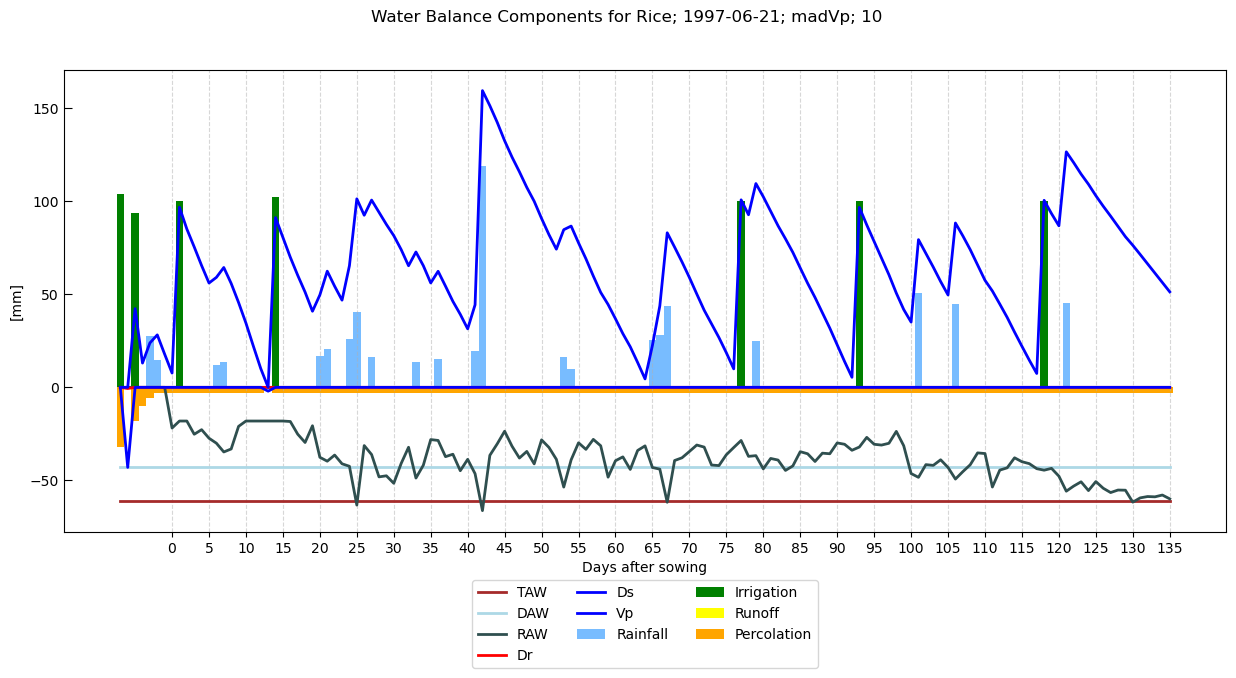 Water Balance Components for Rice; 1997-06-21; madVp; 10
[mm]
150
100
50
0
−50
0 5 10 15 20 25 30 35 40 45 50 55 60 65 70 75 80 85 90 95 100 105 110 115 120 125 130 135
Days after sowing
TAW Ds Irrigation
DAW Vp Runoff
RAW Rainfall Percolation
Dr